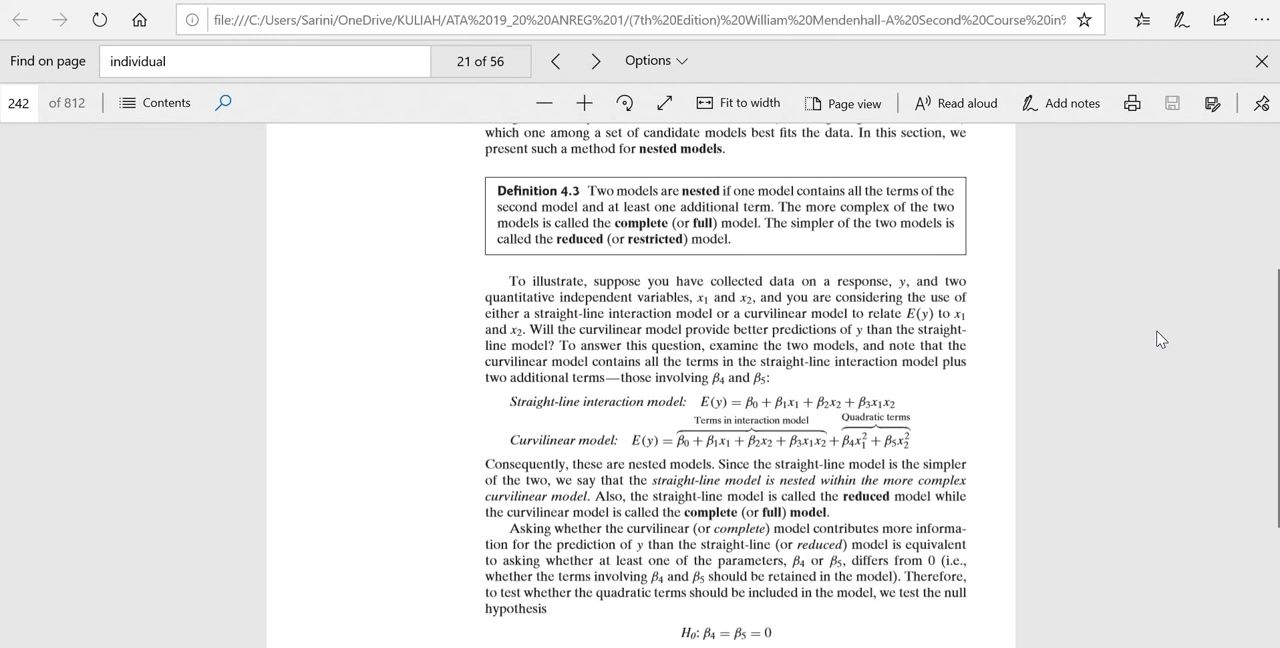 file:///C:/Users/Sarini/OneDrive/KULIAH/ATA%2019_20%20ANREG%201/(7th%20Edition)%20William%20Mendenhall-A%20Second%20Course%20in%
Find on page individual 21 of 56 Options
242 of 812 Contents Fit to width Page view Read aloud Add notes
which one among a set of candidate models best fits the data. In this section, we
present such a method for nested models.
Definition 4.3 Two models are nested if one model contains all the terms of the
second model and at least one additional term. The more complex of the two
models is called the complete (or full) model. The simpler of the two models is
called the reduced (or restricted) model.
To illustrate, suppose you have collected data on a response, y, and two
quantitative independent variables, x₁ and x₂, and you are considering the use of
either a straight-line interaction model or a curvilinear model to relate E(y) to x₁
and x₂. Will the curvilinear model provide better predictions of y than the straight-
line model? To answer this question, examine the two models, and note that the
curvilinear model contains all the terms in the straight-line interaction model plus
two additional terms—those involving β₄ and β₅:
Straight-line interaction model: E(y) = β₀ + β₁x₁ + β₂x₂ + β₃x₁x₂
Terms in interaction model Quadratic terms
Curvilinear model: E(y) = β₀ + β₁x₁ + β₂x₂ + β₃x₁x₂ + β₄x₁² + β₅x₂²
Consequently, these are nested models. Since the straight-line model is the simpler
of the two, we say that the straight-line model is nested within the more complex
curvilinear model. Also, the straight-line model is called the reduced model while
the curvilinear model is called the complete (or full) model.
Asking whether the curvilinear (or complete) model contributes more informa-
tion for the prediction of y than the straight-line (or reduced) model is equivalent
to asking whether at least one of the parameters, β₄ or β₅, differs from 0 (i.e.,
whether the terms involving β₄ and β₅ should be retained in the model). Therefore,
to test whether the quadratic terms should be included in the model, we test the null
hypothesis
H₀: β₄ = β₅ = 0